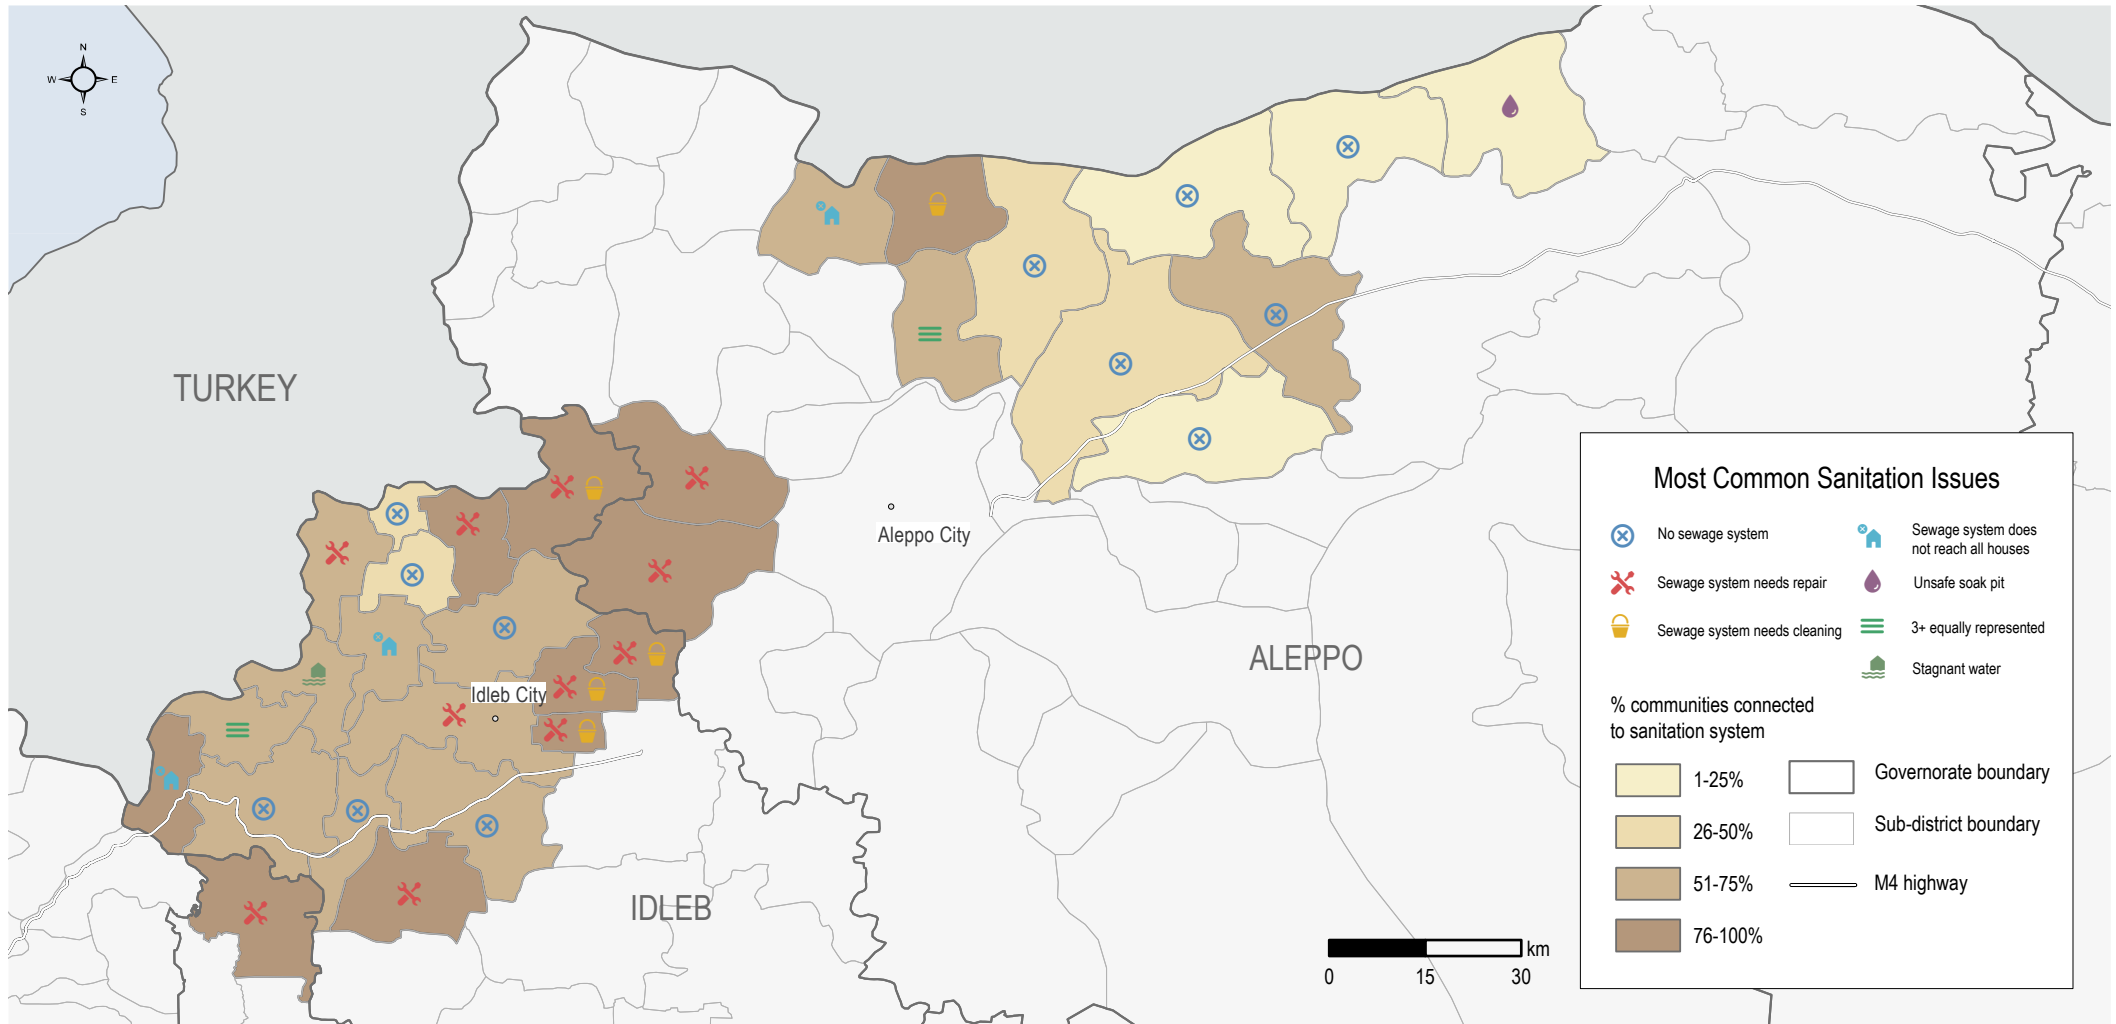 N
W
E
S
TURKEY
Aleppo City
Idleb City
ALEPPO
IDLEB
Most Common Sanitation Issues
No sewage system
Sewage system needs repair
Sewage system needs cleaning
Sewage system does
not reach all houses
Unsafe soak pit
3+ equally represented
Stagnant water
% communities connected
to sanitation system
1-25%
26-50%
51-75%
76-100%
Governorate boundary
Sub-district boundary
M4 highway
km
0
15
30